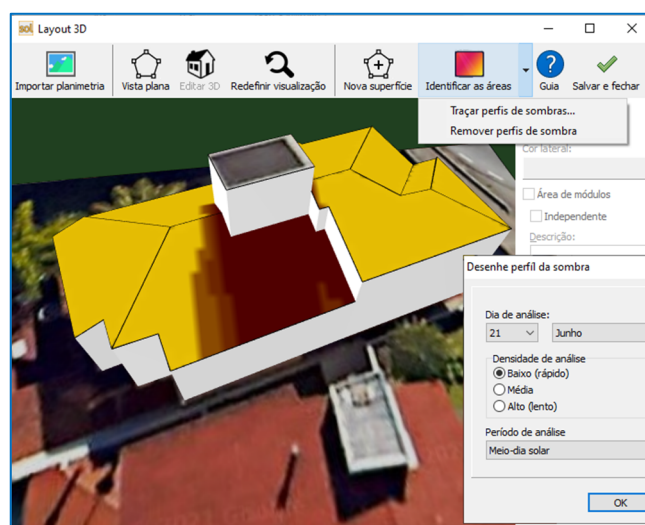 sol Layout 3D
Importar planimetria Vista plana Editar 3D Redefinir visualização Nova superfície Identificar as áreas Guia Salvar e fechar
Traçar perfis de sombras...
Remover perfis de sombra
Cor lateral:
Área de módulos
Independente
Descrição:
Desenhe perfíl da sombra
Dia de análise:
21 Junho
Densidade de análise
Baixo (rápido)
Média
Alto (lento)
Período de análise
Meio-dia solar
OK